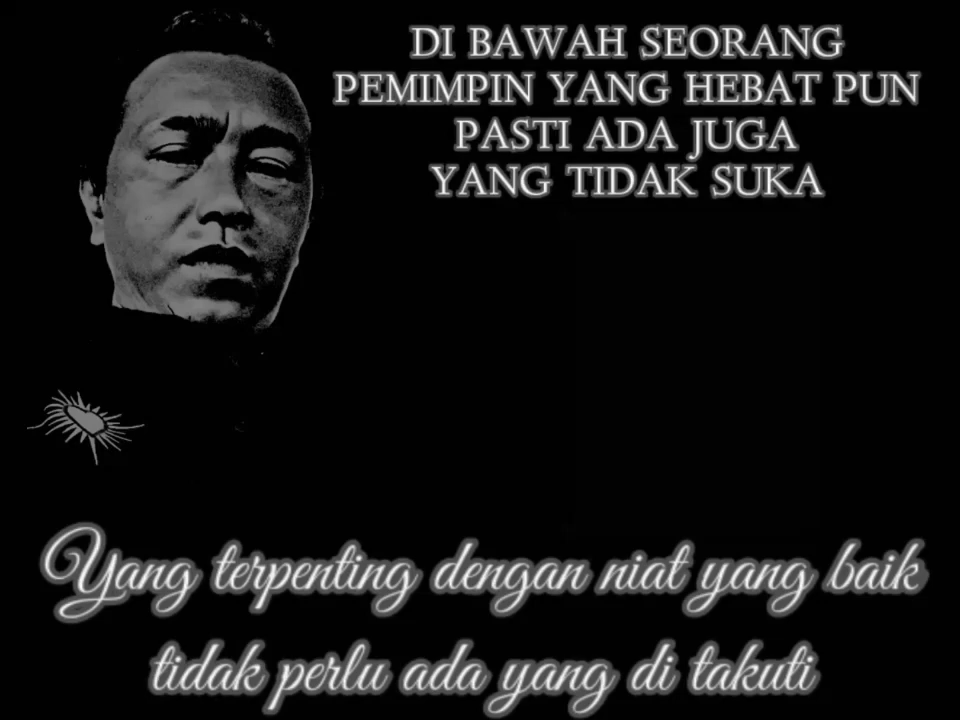 DI BAWAH SEORANG
PEMIMPIN YANG HEBAT PUN
PASTI ADA JUGA
YANG TIDAK SUKA
Yang terpenting dengan niat yang baik
tidak perlu ada yang di takuti